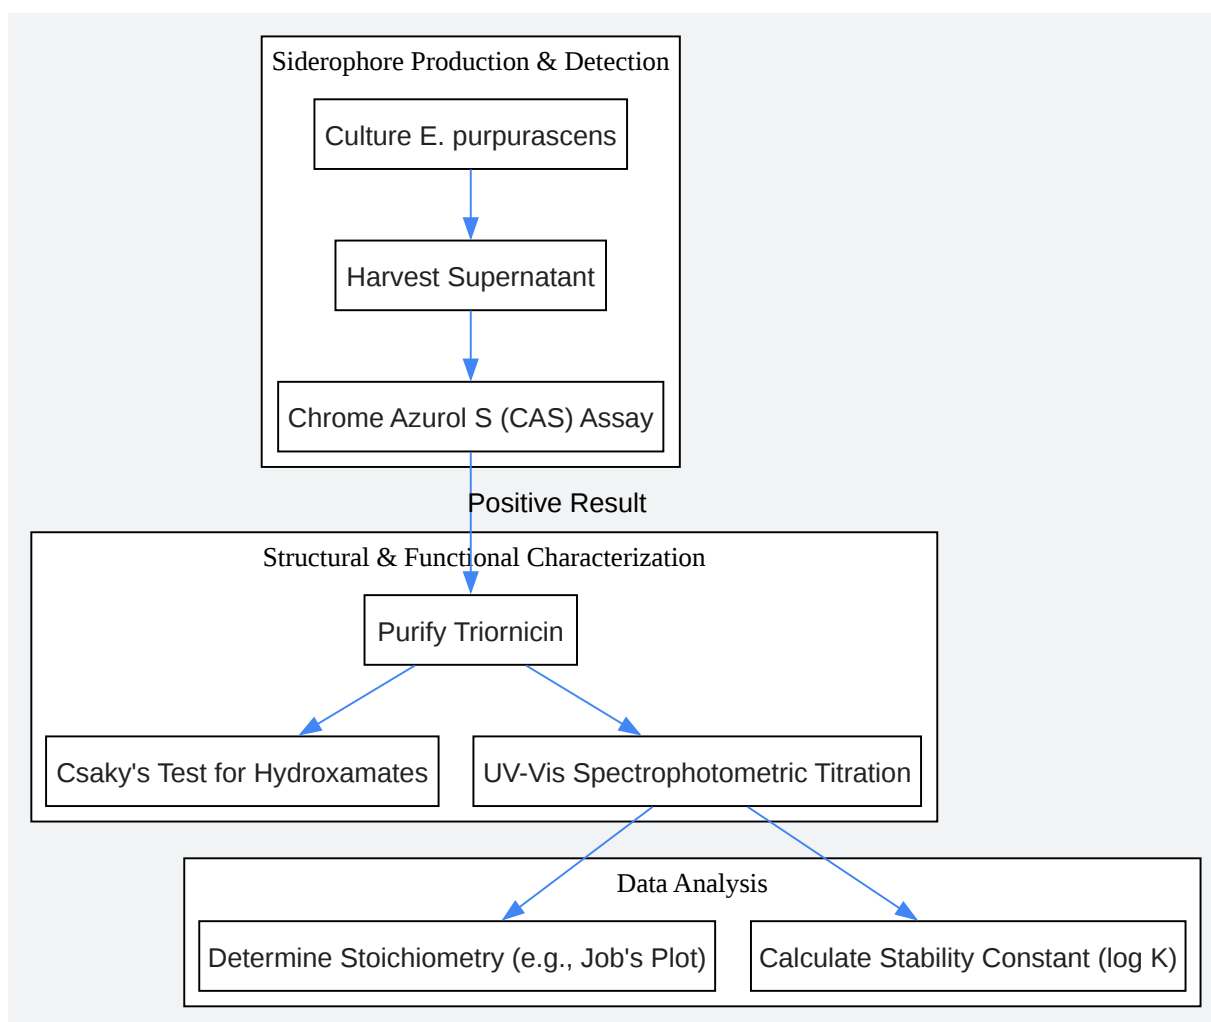 Siderophore Production & Detection
Culture E. purpurascens
Harvest Supernatant
Chrome Azurol S (CAS) Assay
Positive Result
Structural & Functional Characterization
Purify Triornicin
Csaky's Test for Hydroxamates
UV-Vis Spectrophotometric Titration
Data Analysis
Determine Stoichiometry (e.g., Job's Plot)
Calculate Stability Constant (log K)